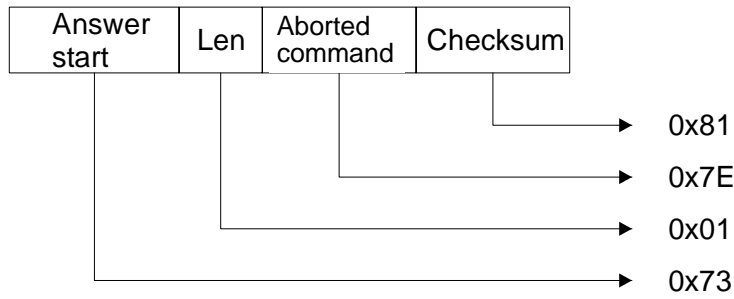 Answer
start
Len
Aborted
command
Checksum
0x81
0x7E
0x01
0x73